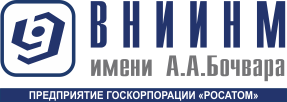 ВНИИНМ
имени А.А.Бочвара
ПРЕДПРИЯТИЕ ГОСКОРПОРАЦИИ «РОСАТОМ»